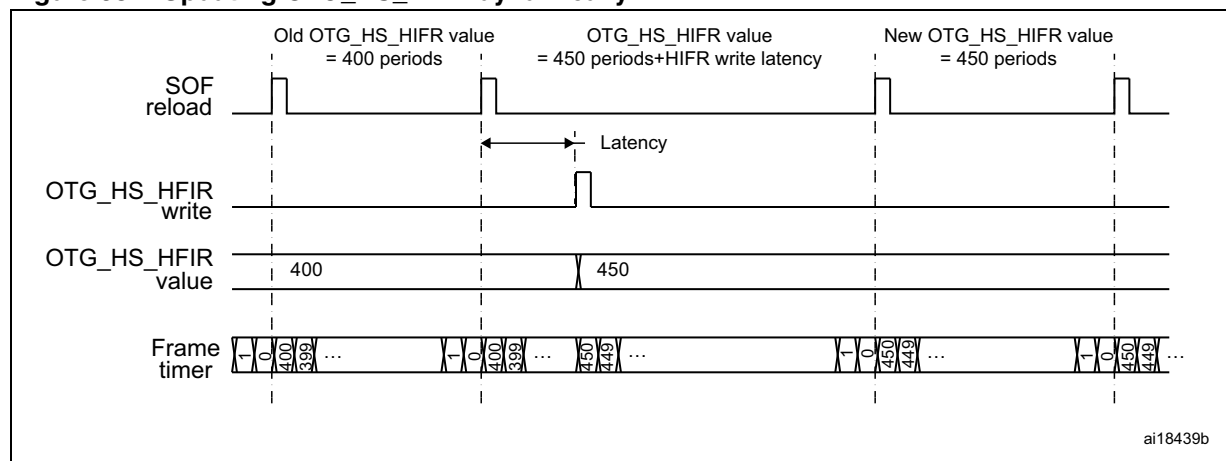 Old OTG_HS_HIFR value
= 400 periods
OTG_HS_HIFR value
= 450 periods+HIFR write latency
New OTG_HS_HIFR value
= 450 periods
SOF
reload
Latency
OTG_HS_HFIR
write
OTG_HS_HFIR
value
400
450
Frame
timer
1 0 400 399 ... 1 0 400 399 ... 450 449 ... 1 0 450 449 ... 1 0 450 449 ...
ai18439b